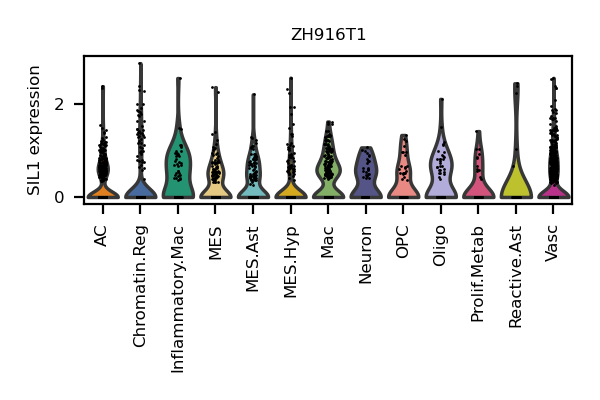 ZH916T1
SIL1 expression
2
0
AC
Chromatin.Reg
Inflammatory.Mac
MES
MES.Ast
MES.Hyp
Mac
Neuron
OPC
Oligo
Prolif.Metab
Reactive.Ast
Vasc